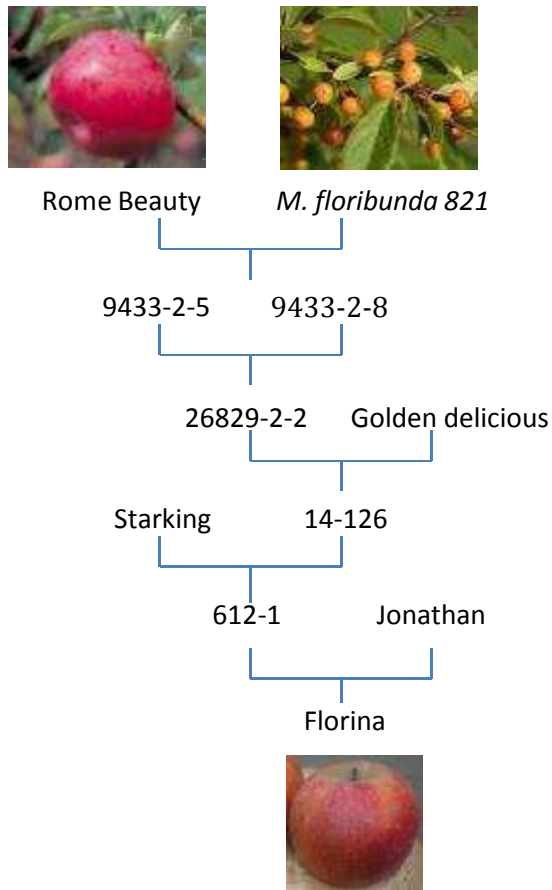 Rome Beauty M. floribunda 821
9433-2-5 9433-2-8
26829-2-2 Golden delicious
Starking 14-126
612-1 Jonathan
Florina